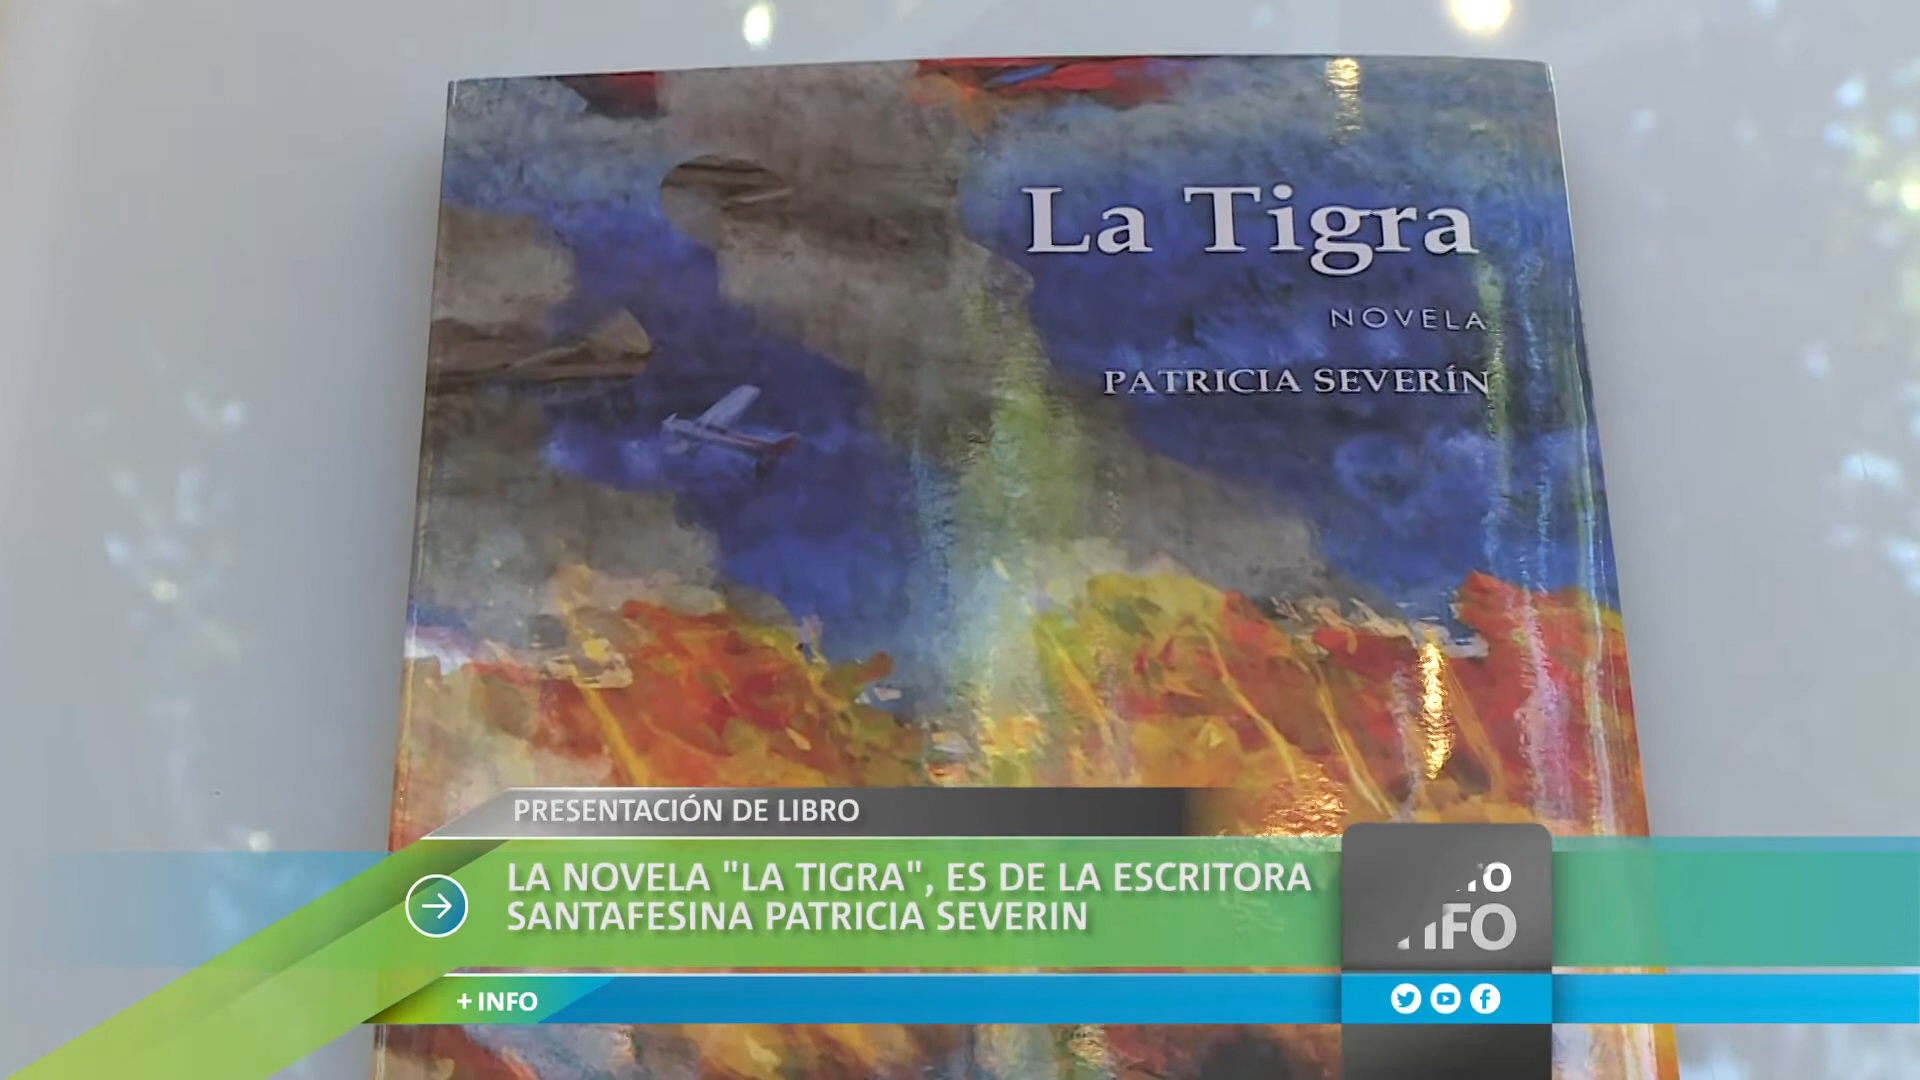 La Tigra
NOVELA
PATRICIA SEVERÍN
PRESENTACIÓN DE LIBRO
LA NOVELA "LA TIGRA", ES DE LA ESCRITORA
SANTAFESINA PATRICIA SEVERIN
+ INFO